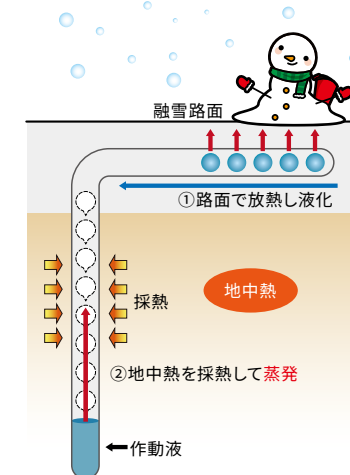 融雪路面
①路面で放熱し液化
採熱
地中熱
②地中熱を採熱して蒸発
作動液